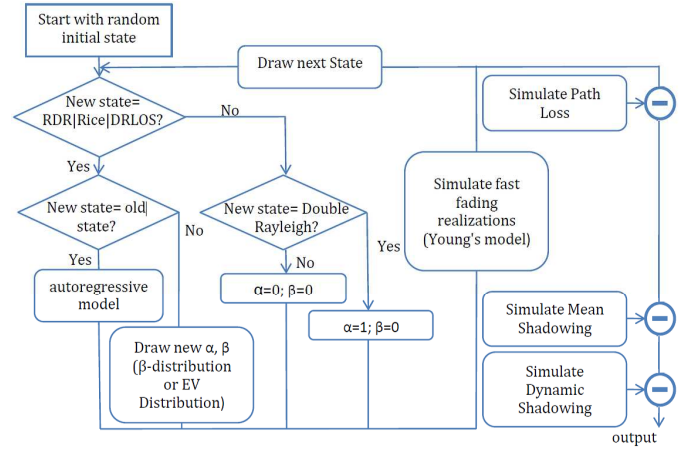 Start with random
initial state
Draw next State
New state=
RDR|Rice|DRLOS?
No
Yes
Simulate Path
Loss
Simulate fast
fading
realizations
(Young's model)
New state= old
state?
No
Yes
New state= Double
Rayleigh?
Yes
No
autoregressive
model
α=0; β=0
α=1; β=0
Draw new α, β
(β-distribution
or EV
Distribution)
Simulate Mean
Shadowing
Simulate
Dynamic
Shadowing
output